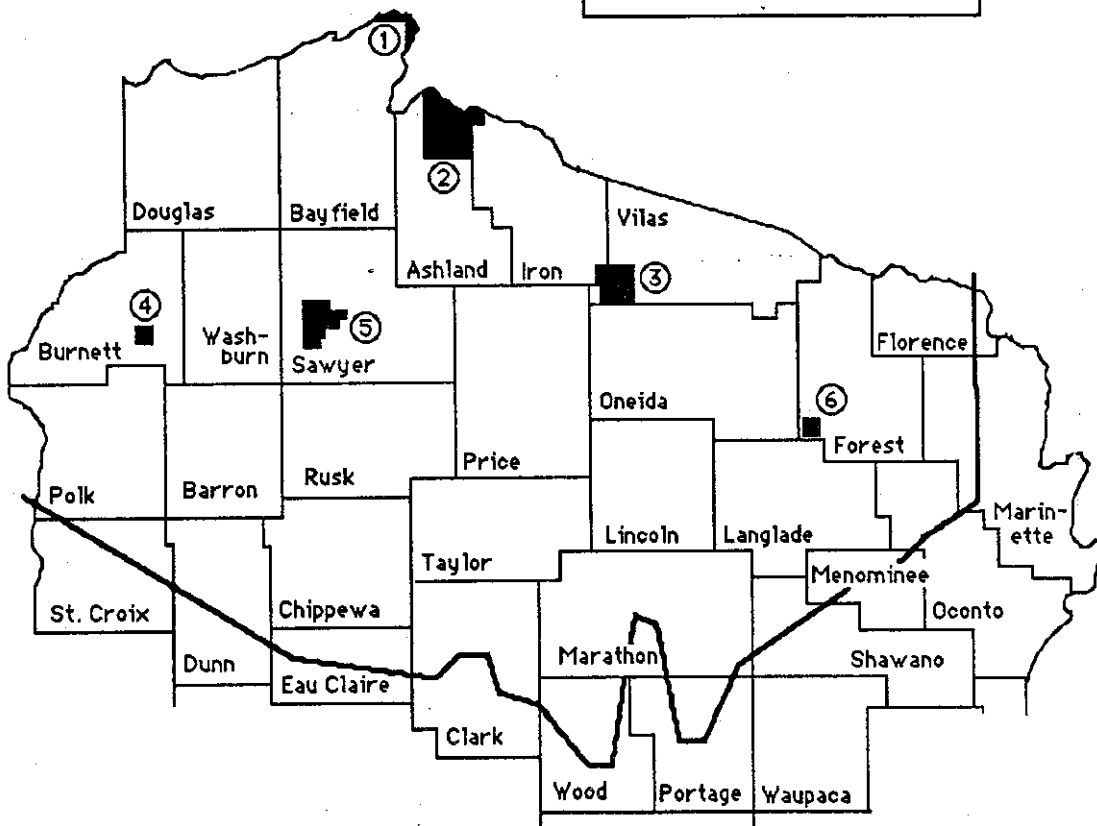 ①
②
Douglas
Bayfield
Vilas
Ashland
Iron
③
④
Wash-
burn
⑤
Burnett
Sawyer
Florence
Oneida
⑥
Forest
Price
Rusk
Polk
Barron
Marin-
ette
Lincoln
Langlade
Taylor
Menominee
St. Croix
Chippewa
Oconto
Dunn
Marathon
Shawano
Eau Claire
Clark
Wood
Portage
Waupaca